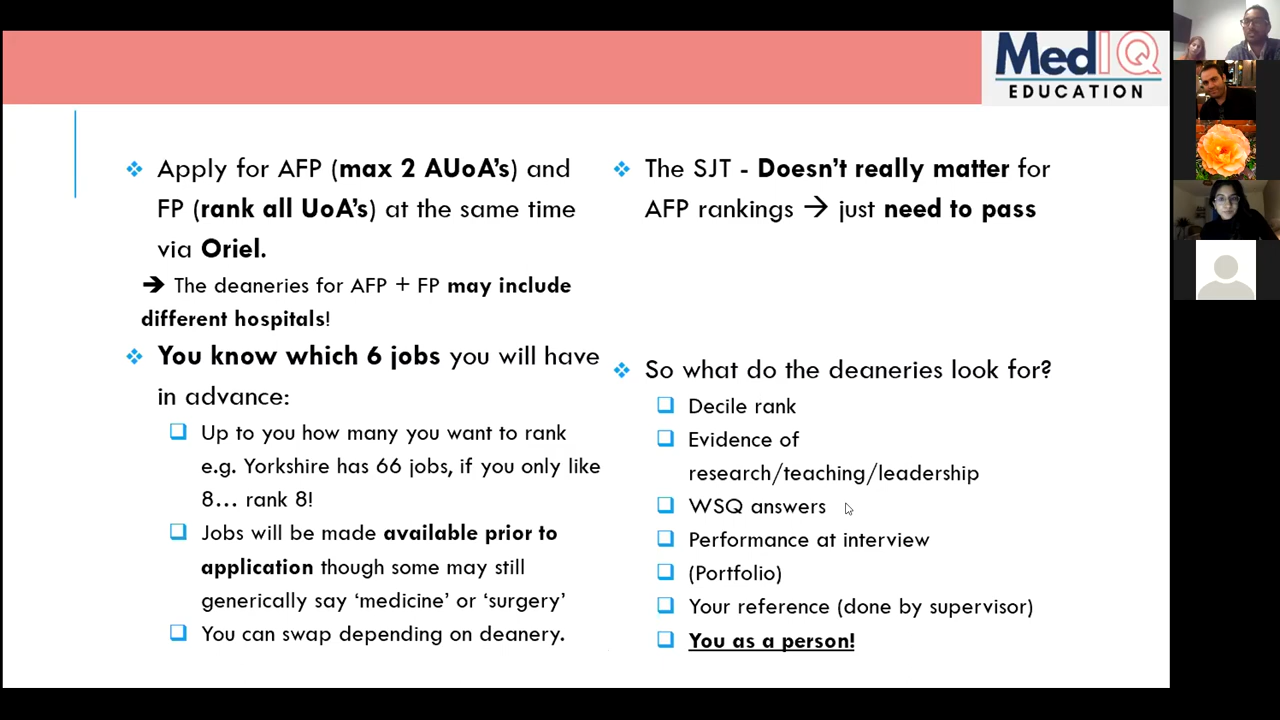 MedIQ
EDUCATION
❖ Apply for AFP (max 2 AUoA’s) and
FP (rank all UoA’s) at the same time
via Oriel.
➔ The deaneries for AFP + FP may include
different hospitals!
❖ You know which 6 jobs you will have
in advance:
❑ Up to you how many you want to rank
e.g. Yorkshire has 66 jobs, if you only like
8… rank 8!
❑ Jobs will be made available prior to
application though some may still
generically say ‘medicine’ or ‘surgery’
❑ You can swap depending on deanery.
❖ The SJT - Doesn’t really matter for
AFP rankings → just need to pass
❖ So what do the deaneries look for?
❑ Decile rank
❑ Evidence of
research/teaching/leadership
❑ WSQ answers
❑ Performance at interview
❑ (Portfolio)
❑ Your reference (done by supervisor)
❑ You as a person!